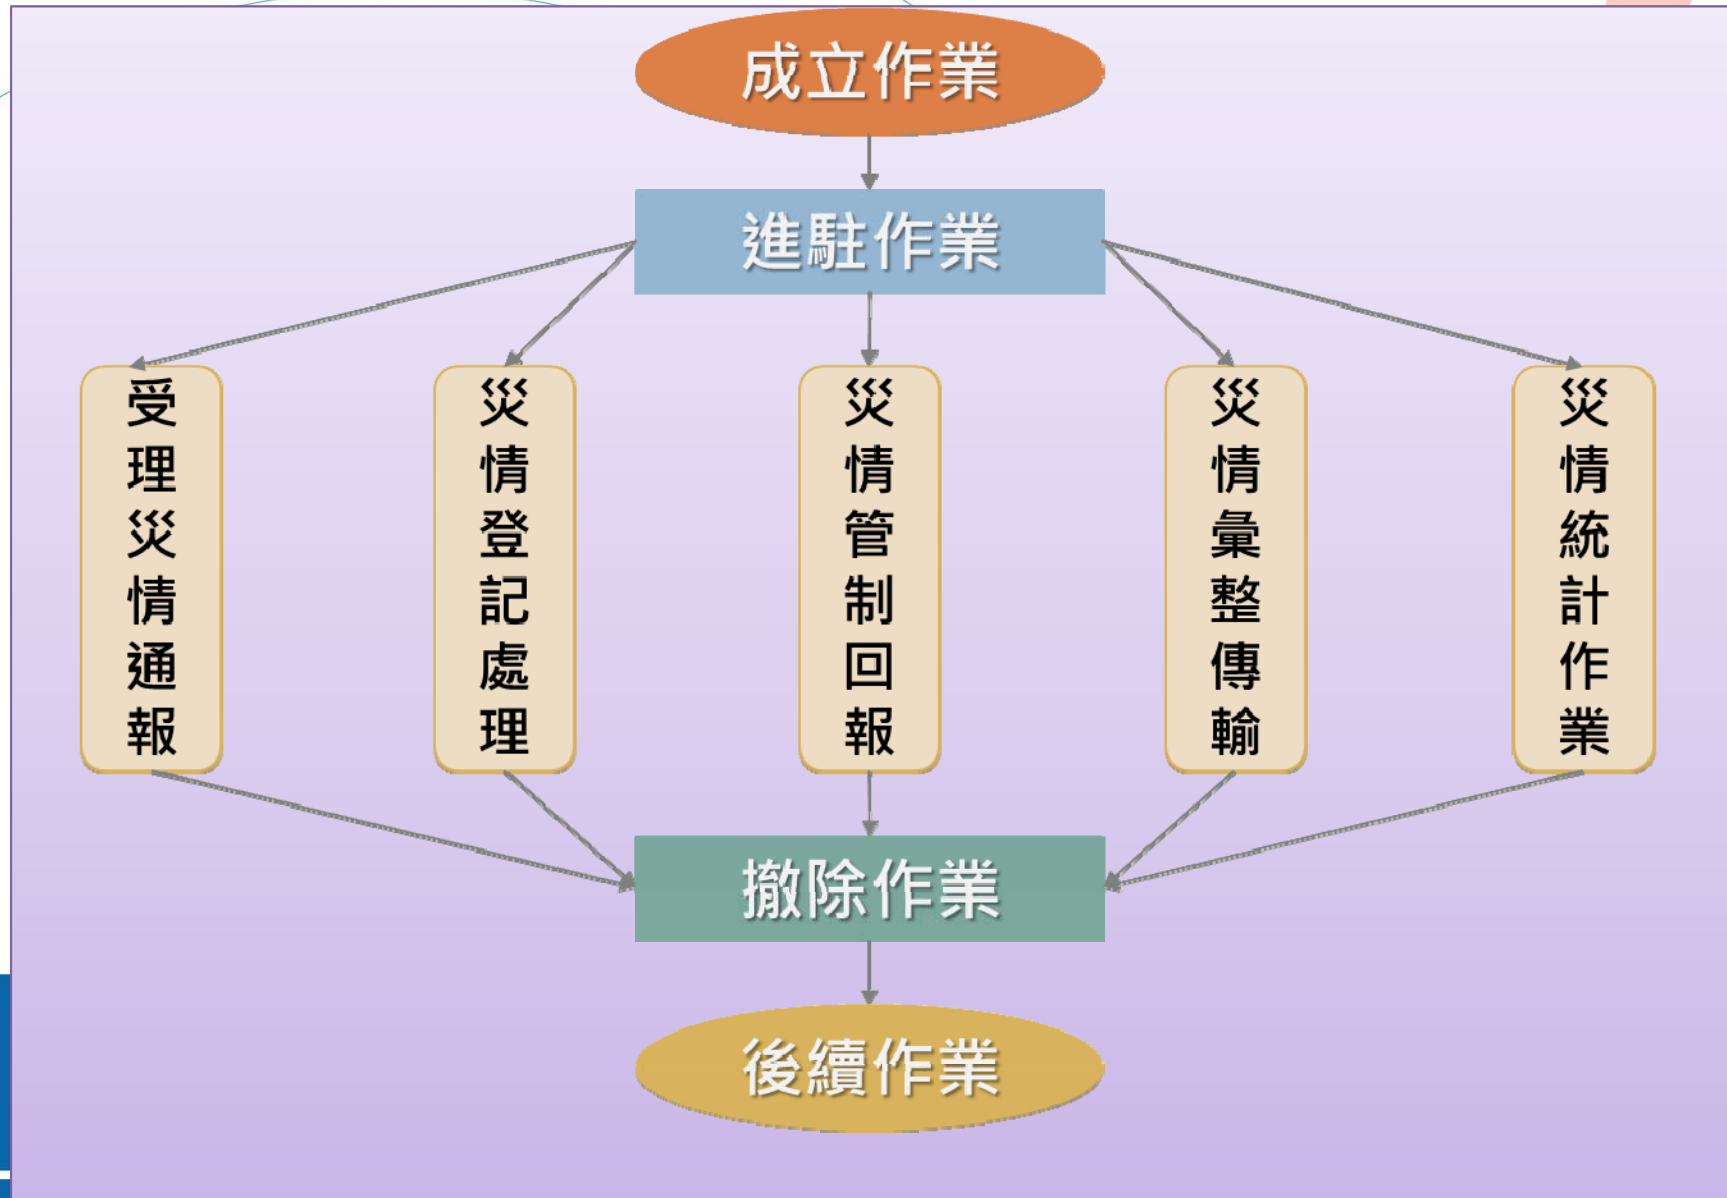 成立作業
進駐作業
受理災情通報
災情登記處理
災情管制回報
災情彙整傳輸
災情統計作業
撤除作業
後續作業